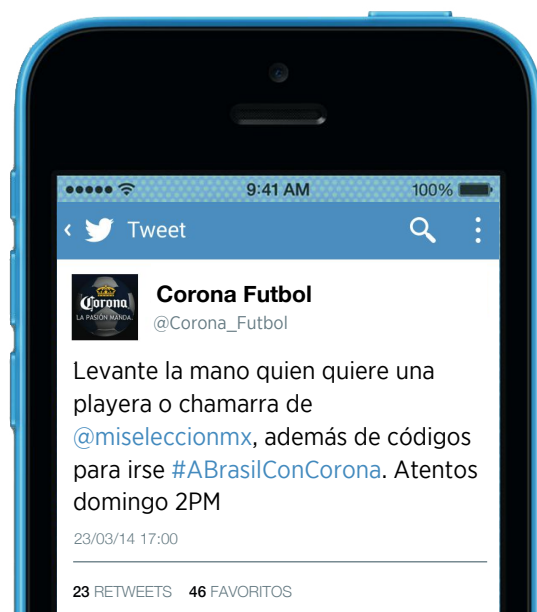 9:41 AM 100%
Tweet
Corona
LA PASIÓN MANDA.
Corona Futbol
@Corona_Futbol
Levante la mano quien quiere una
playera o chamarra de
@miseleccionmx, además de códigos
para irse #ABrasilConCorona. Atentos
domingo 2PM
23/03/14 17:00
23 RETWEETS 46 FAVORITOS